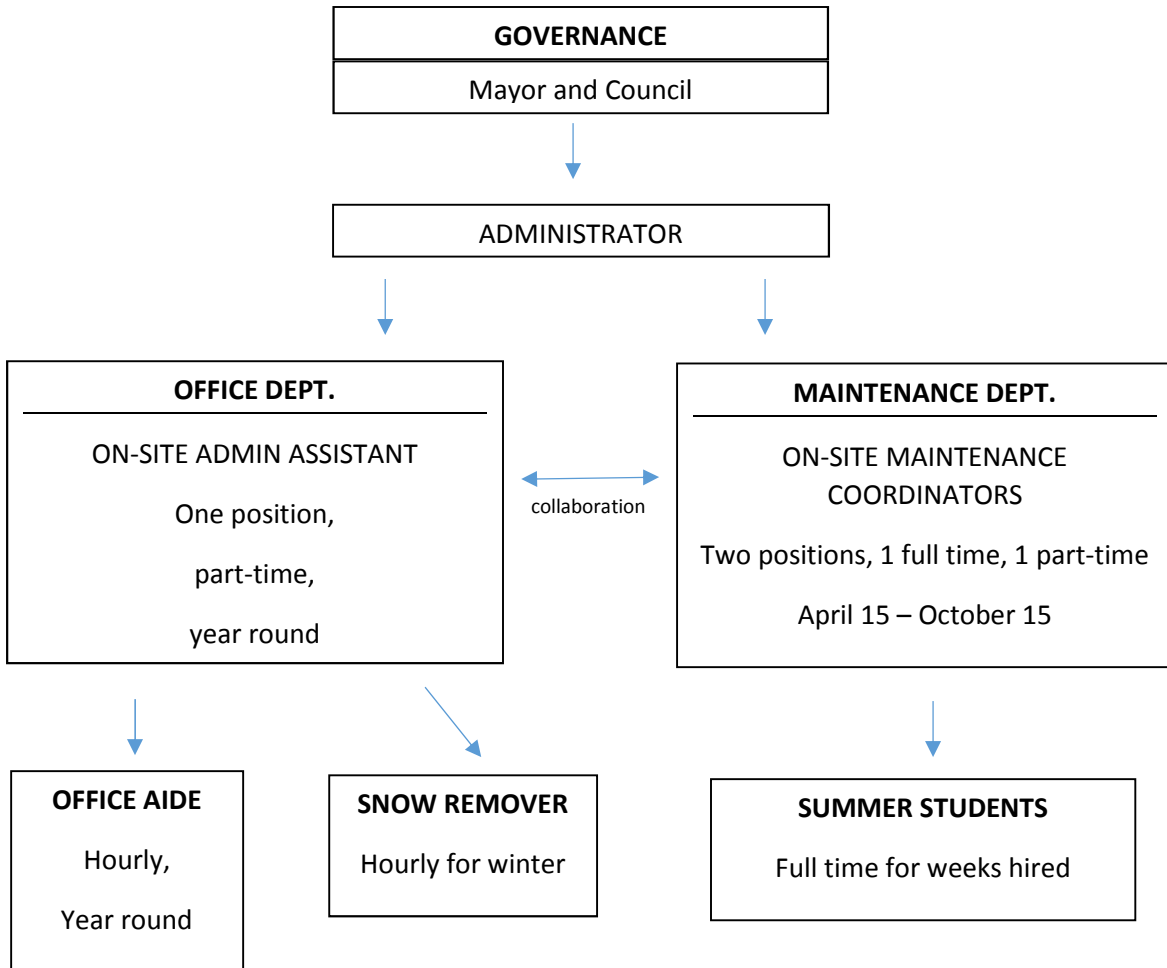 GOVERNANCE
Mayor and Council
ADMINISTRATOR
OFFICE DEPT.
ON-SITE ADMIN ASSISTANT
One position,
part-time,
year round
collaboration
MAINTENANCE DEPT.
ON-SITE MAINTENANCE
COORDINATORS
Two positions, 1 full time, 1 part-time
April 15 – October 15
OFFICE AIDE
Hourly,
Year round
SNOW REMOVER
Hourly for winter
SUMMER STUDENTS
Full time for weeks hired